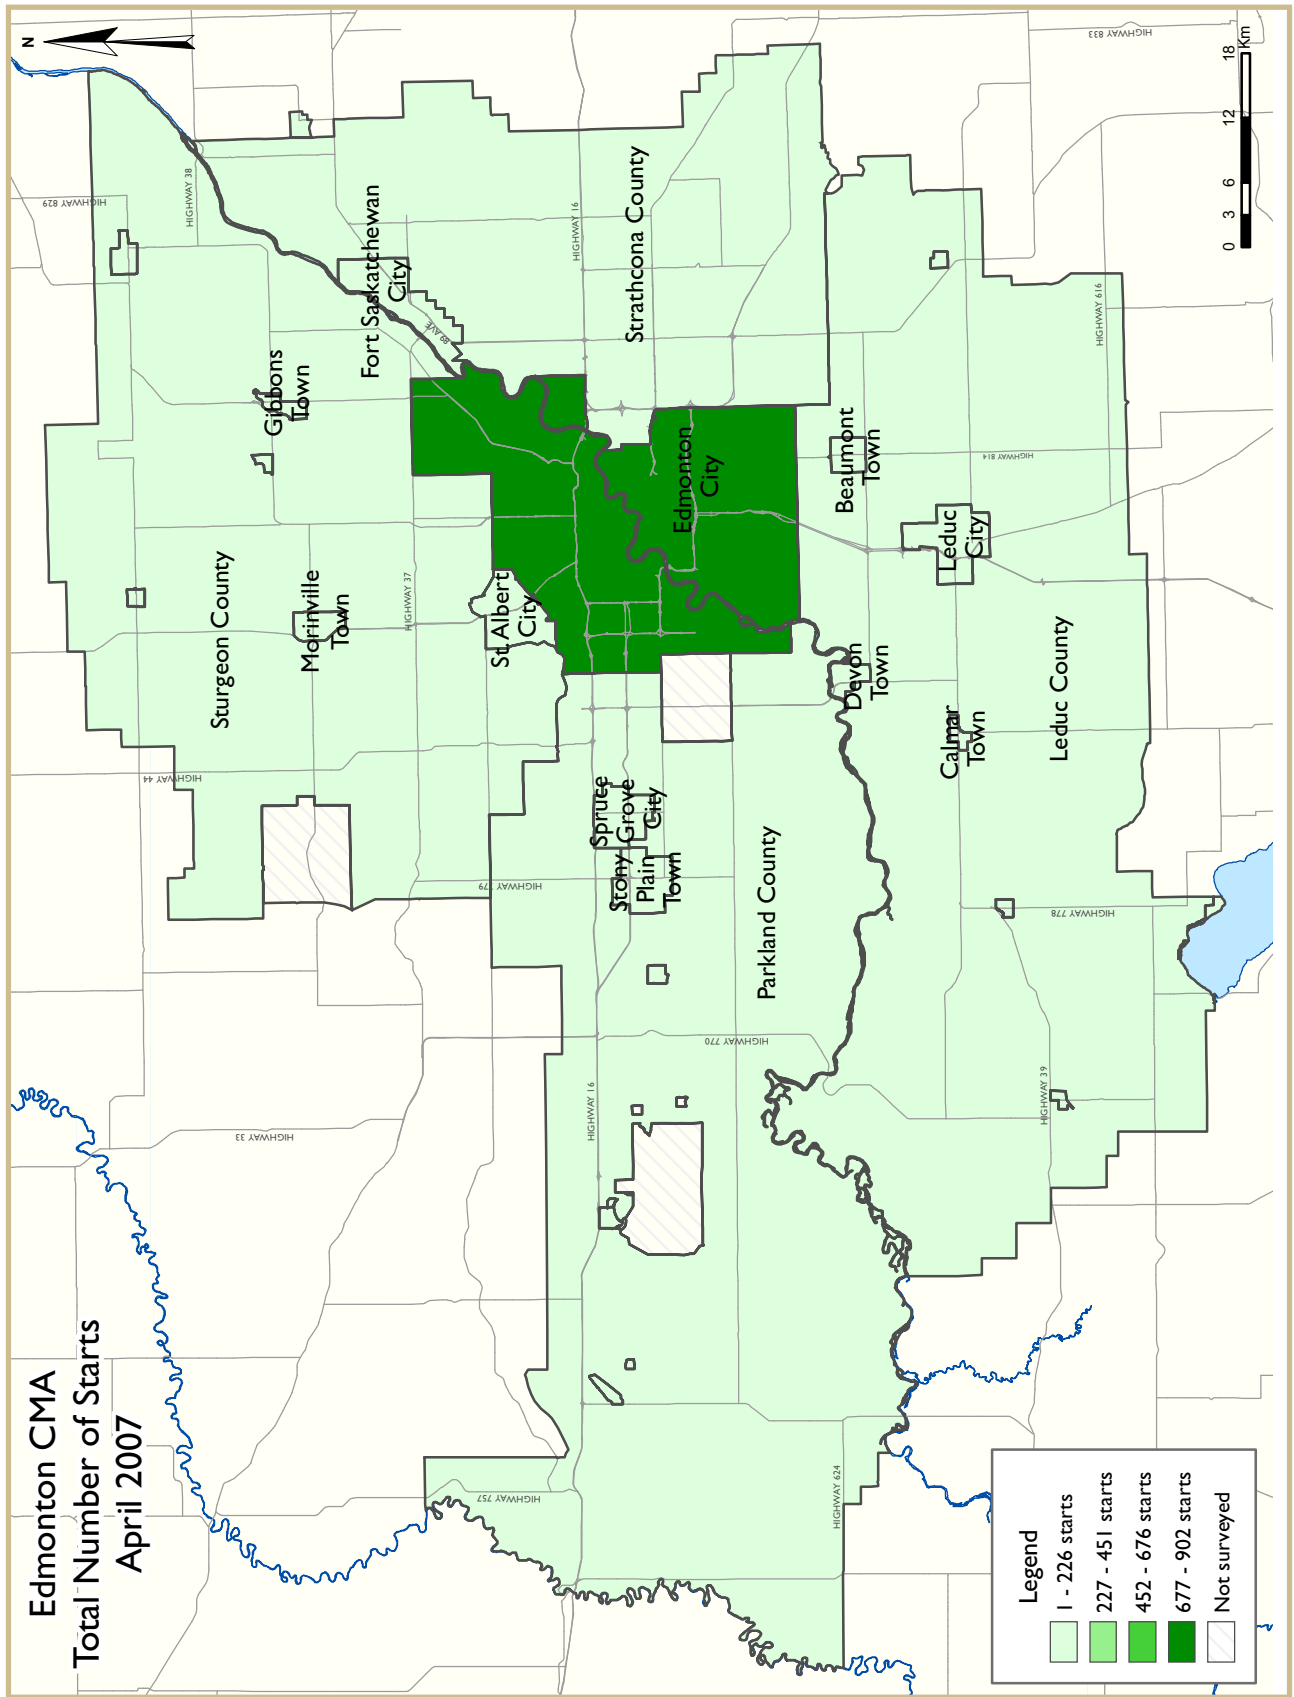 Edmonton CMA
Total Number of Starts
April 2007
N
HIGHWAY 829
HIGHWAY 38
HIGHWAY 833
Fort Saskatchewan
City
89 AVE
Gibbons
Town
Sturgeon County
Morinville
Town
HIGHWAY 37
HIGHWAY 44
St. Albert
City
HIGHWAY 16
Strathcona County
Edmonton
City
Beaumont
Town
HIGHWAY 814
HIGHWAY 616
Leduc
City
Devon
Town
Calmar
Town
Leduc County
Spruce
Grove
City
Stony
Plain
Town
HIGHWAY 779
Parkland County
HIGHWAY 778
HIGHWAY 770
HIGHWAY 16
HIGHWAY 39
HIGHWAY 33
HIGHWAY 757
HIGHWAY 624
0 3 6 12 18
Km
Legend
1 - 226 starts
227 - 451 starts
452 - 676 starts
677 - 902 starts
Not surveyed